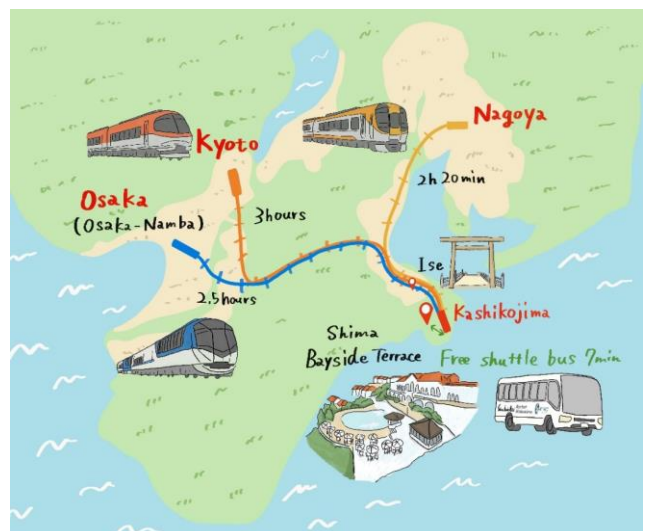 Kyoto
Nagoya
Osaka
(Osaka-Namba)
3hours
2h 20min
2.5hours
Ise
Kashikojima
Shima
Bayside Terrace
Free shuttle bus 7min